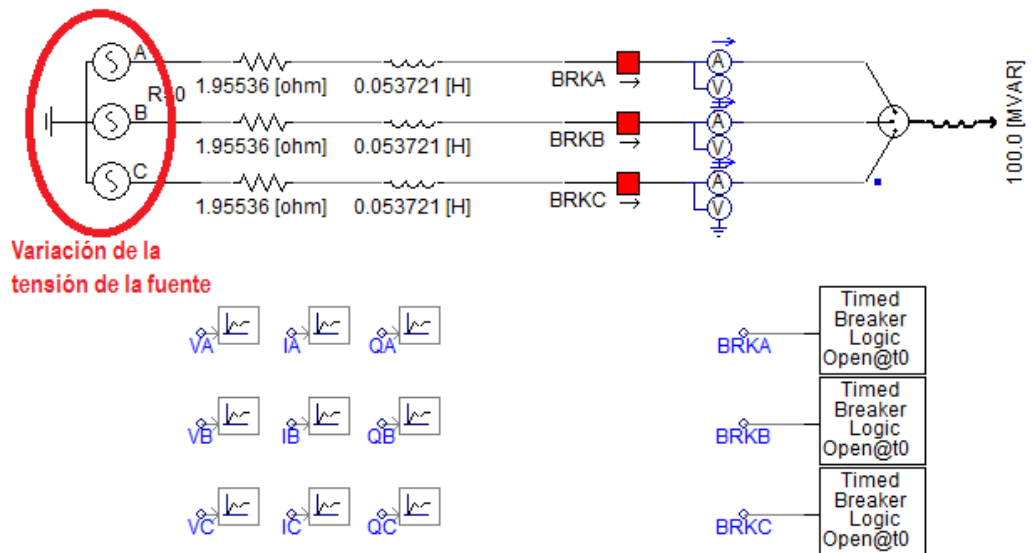 A
R=0
1.95536 [ohm]
0.053721 [H]
BRKA
A
V
B
1.95536 [ohm]
0.053721 [H]
BRKB
A
V
C
1.95536 [ohm]
0.053721 [H]
BRKC
A
V
100.0 [MVAR]
Variación de la
tensión de la fuente
VA
IA
QA
BRKA
Timed
Breaker
Logic
Open@t0
VB
IB
QB
BRKB
Timed
Breaker
Logic
Open@t0
VC
IC
QC
BRKC
Timed
Breaker
Logic
Open@t0